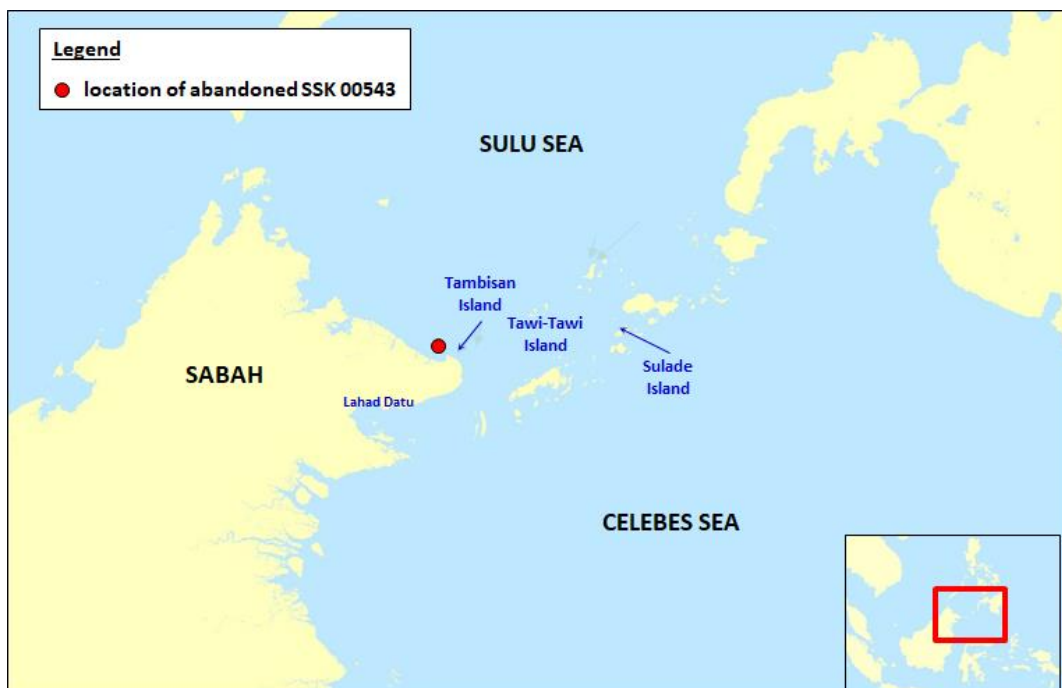 Legend
location of abandoned SSK 00543
SULU SEA
Tambisan
Island
Tawi-Tawi
Island
Sulade
Island
SABAH
Lahad Datu
CELEBES SEA